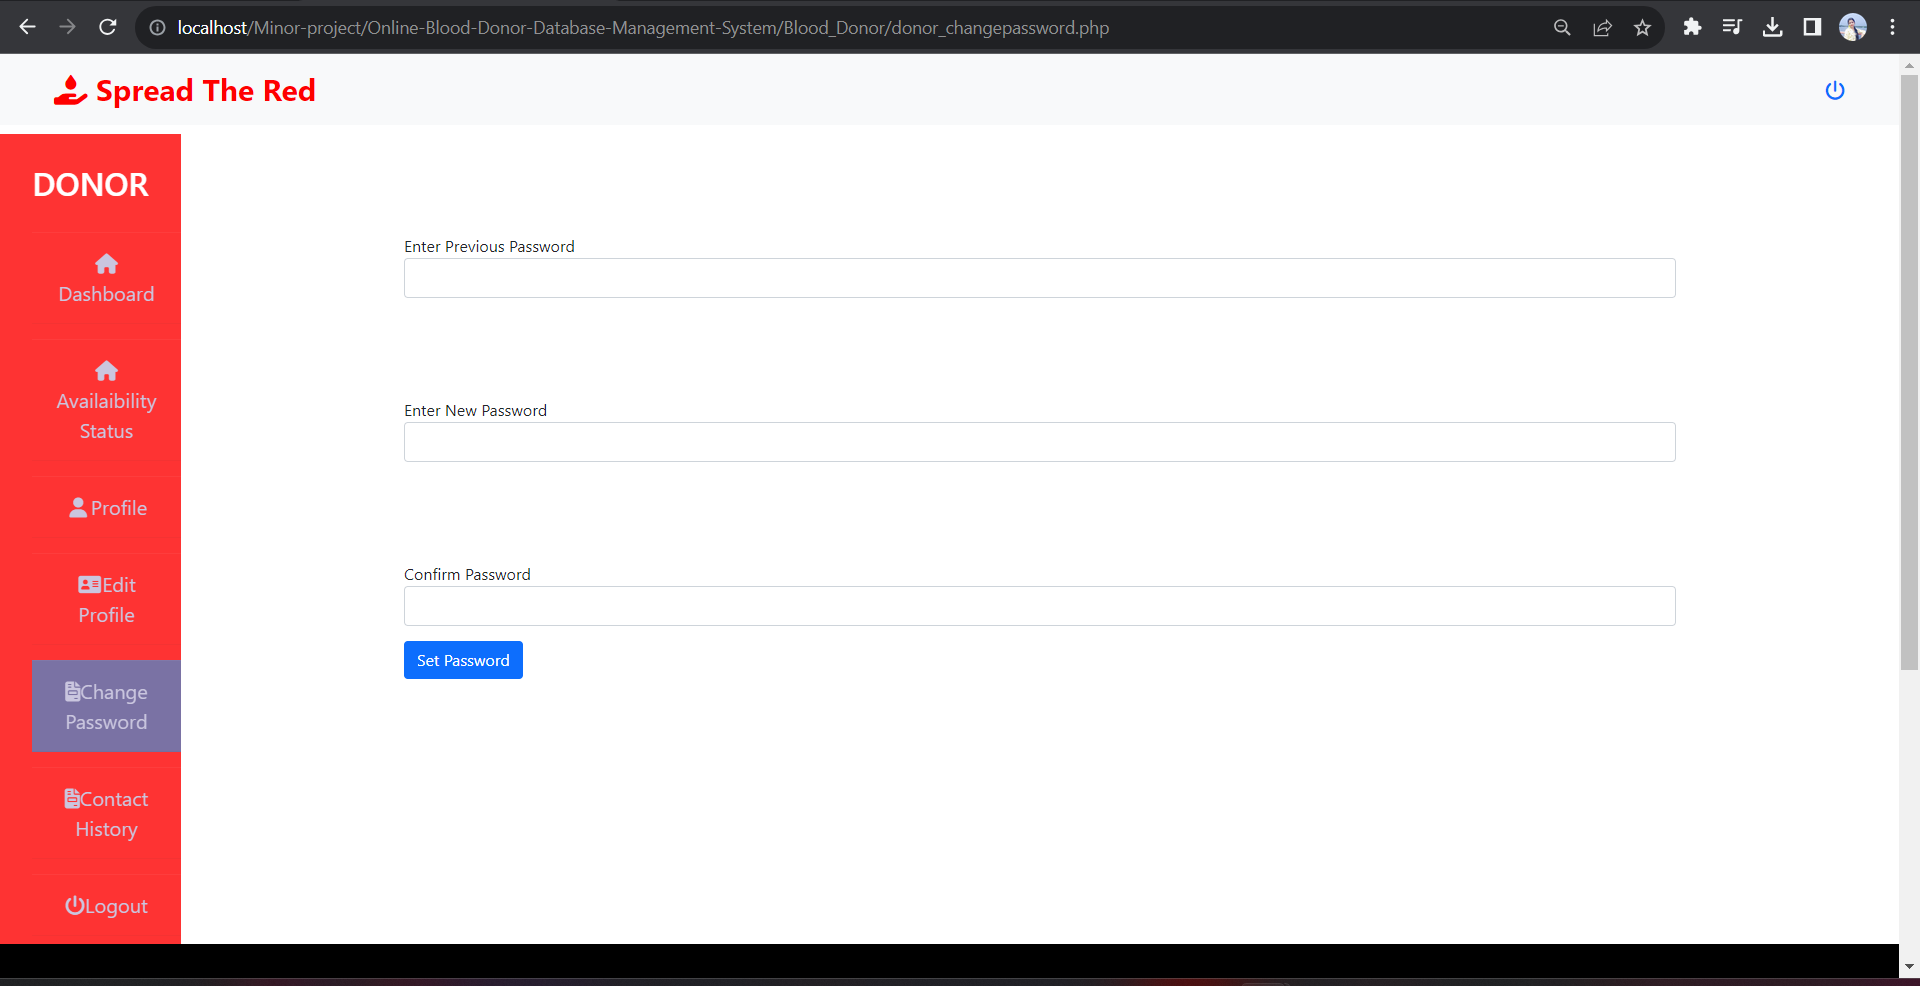 localhost/Minor-project/Online-Blood-Donor-Database-Management-System/Blood_Donor/donor_changepassword.php
Spread The Red
DONOR
Dashboard
Availaibility
Status
Profile
Edit
Profile
Change
Password
Contact
History
Logout
Enter Previous Password
Enter New Password
Confirm Password
Set Password